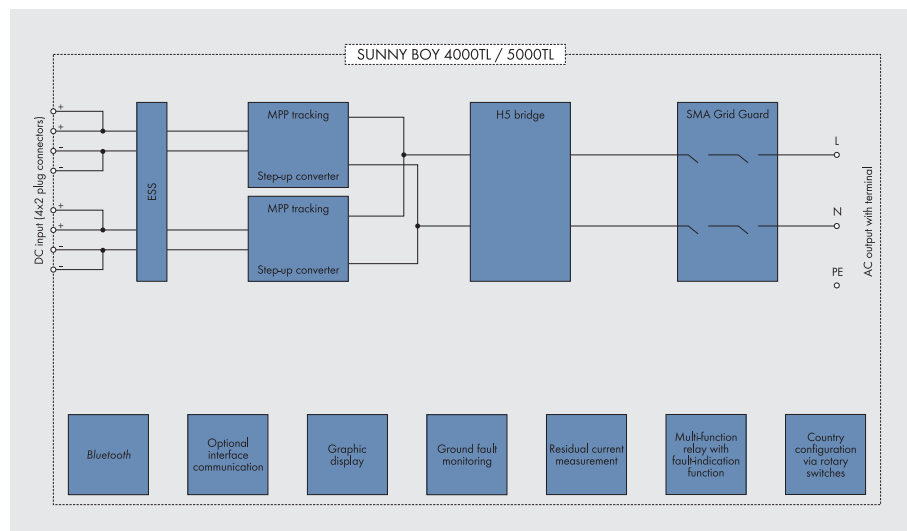 SUNNY BOY 4000TL / 5000TL
DC input (4x2 plug connectors)
+
+
−
−
+
+
−
−
ESS
MPP tracking
Step-up converter
MPP tracking
Step-up converter
H5 bridge
SMA Grid Guard
L
N
PE
AC output with terminal
Bluetooth
Optional
interface
communication
Graphic
display
Ground fault
monitoring
Residual current
measurement
Multi-function
relay with
fault-indication
function
Country
configuration
via rotary
switches